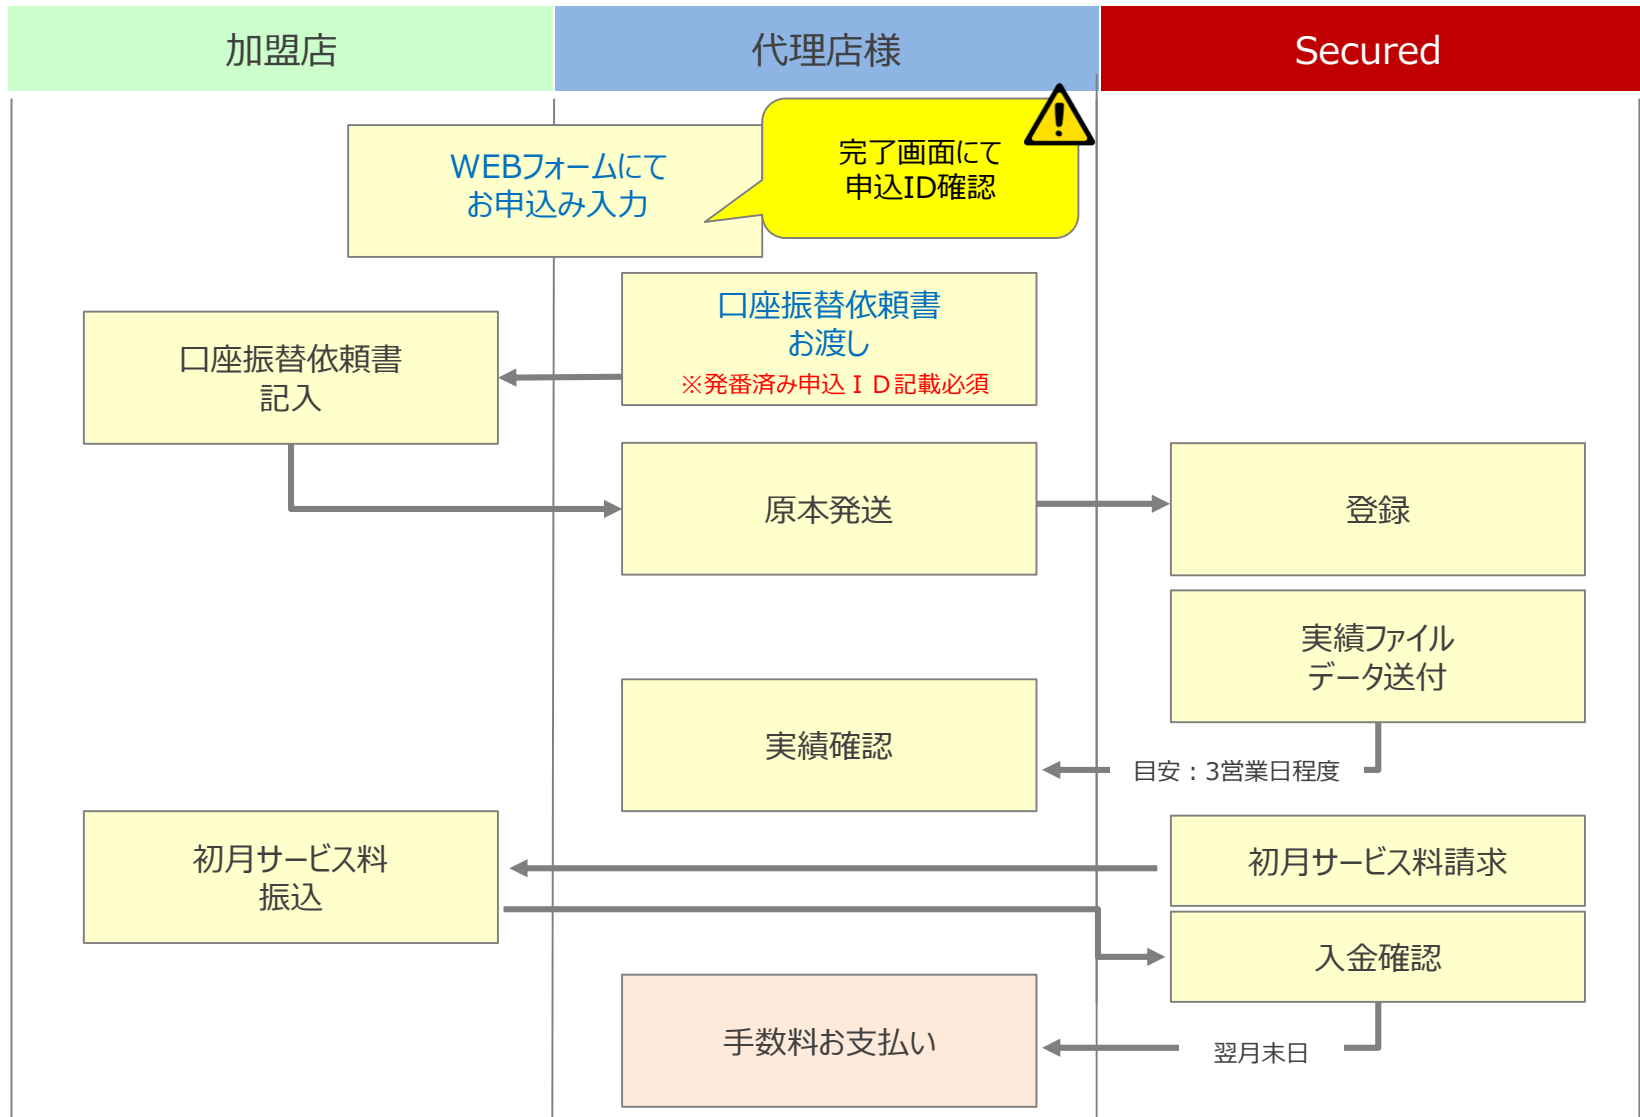 加盟店
代理店様
Secured
WEBフォームにて
お申込み入力
完了画面にて
申込ID確認
口座振替依頼書
お渡し
※発番済み申込ＩＤ記載必須
口座振替依頼書
記入
原本発送
登録
実績ファイル
データ送付
実績確認
目安：3営業日程度
初月サービス料
振込
初月サービス料請求
入金確認
手数料お支払い
翌月末日